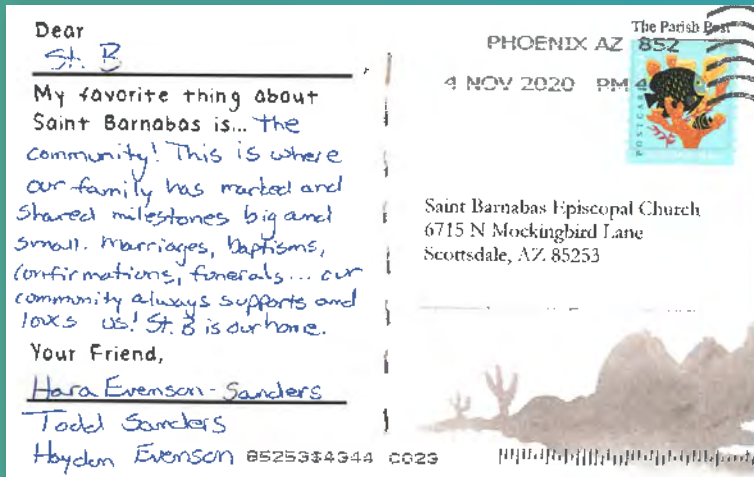 Dear
St. B,
My favorite thing about
Saint Barnabas is... the
community! This is where
our family has marked and
shared milestones big and
small. Marriages, baptisms,
confirmations, funerals... our
community always supports and
loves us! St. B is our home.
Your Friend,
Hara Evenson-Sanders
Todd Sanders
Hayden Evenson
85253$4344 C023
The Parish Post
PHOENIX AZ 852
4 NOV 2020 PM 4
POSTCARD
Saint Barnabas Episcopal Church
6715 N Mockingbird Lane
Scottsdale, AZ 85253